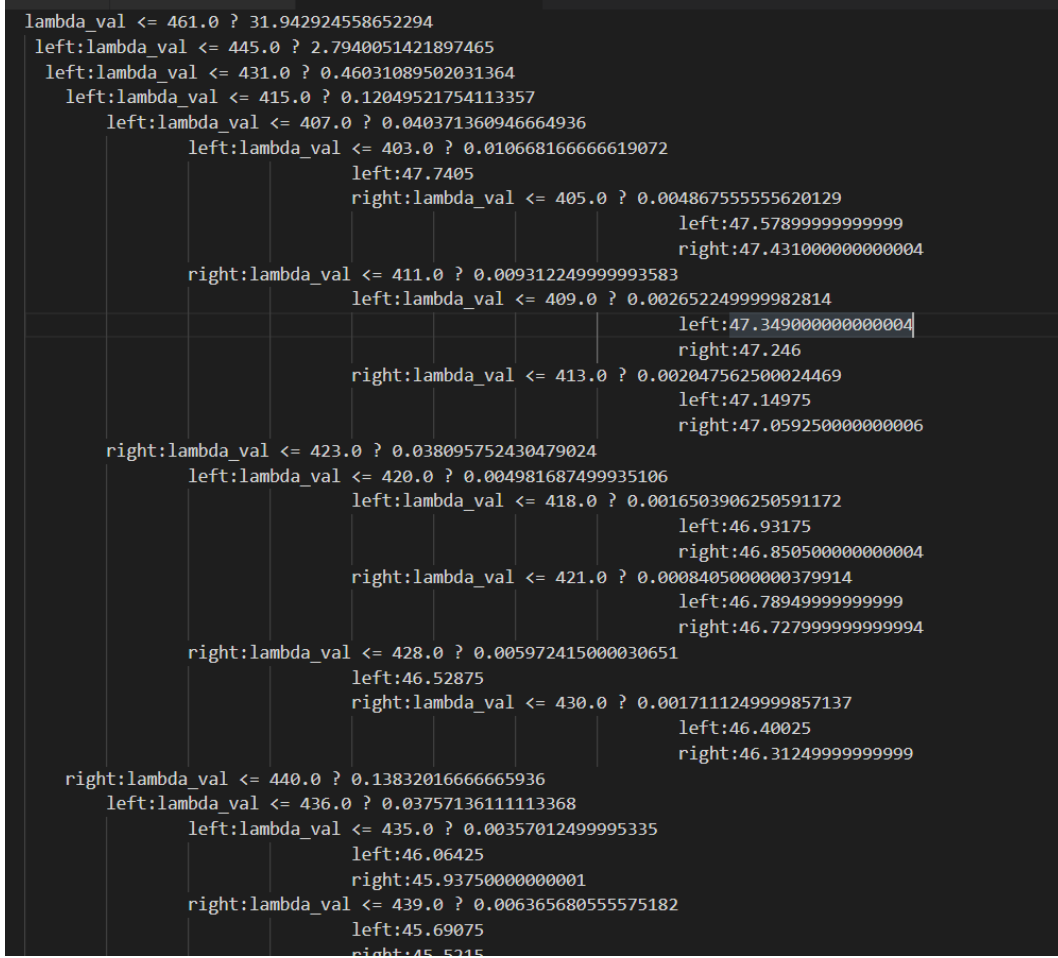 lambda_val <= 461.0 ? 31.942924558652294
left:lambda_val <= 445.0 ? 2.7940051421897465
left:lambda_val <= 431.0 ? 0.46031089502031364
left:lambda_val <= 415.0 ? 0.12049521754113357
left:lambda_val <= 407.0 ? 0.040371360946664936
left:lambda_val <= 403.0 ? 0.010668166666619072
left:47.7405
right:lambda_val <= 405.0 ? 0.004867555555620129
left:47.57899999999999
right:47.431000000000004
right:lambda_val <= 411.0 ? 0.009312249999993583
left:lambda_val <= 409.0 ? 0.002652249999982814
left:47.349000000000004
right:47.246
right:lambda_val <= 413.0 ? 0.002047562500024469
left:47.14975
right:47.059250000000006
right:lambda_val <= 423.0 ? 0.038095752430479024
left:lambda_val <= 420.0 ? 0.004981687499935106
left:lambda_val <= 418.0 ? 0.0016503906250591172
left:46.93175
right:46.850500000000004
right:lambda_val <= 421.0 ? 0.0008405000000379914
left:46.78949999999999
right:46.727999999999994
right:lambda_val <= 428.0 ? 0.005972415000030651
left:46.52875
right:lambda_val <= 430.0 ? 0.0017111249999857137
left:46.40025
right:46.31249999999999
right:lambda_val <= 440.0 ? 0.13832016666665936
left:lambda_val <= 436.0 ? 0.03757136111113368
left:lambda_val <= 435.0 ? 0.00357012499995335
left:46.06425
right:45.93750000000001
right:lambda_val <= 439.0 ? 0.006365680555575182
left:45.69075
right:45.5215